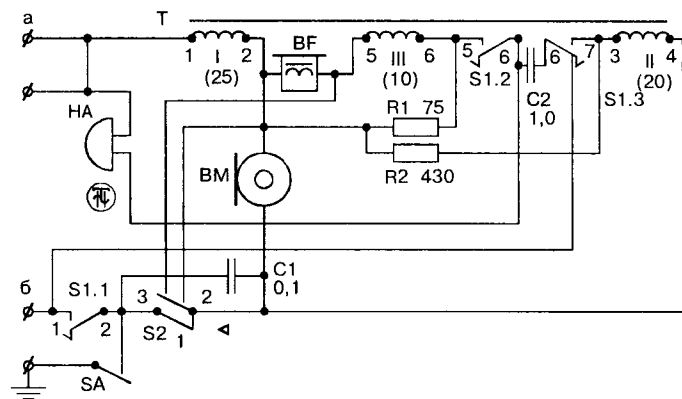 а T BF
1 2 5 6 5 6 6 7 3 4
I III S1.2 II
(25) (10) C2 S1.3 (20)
1,0
HA R1 75
BM R2 430
C1
0,1
б S1.1 3 2
1 2 S2 1
SA